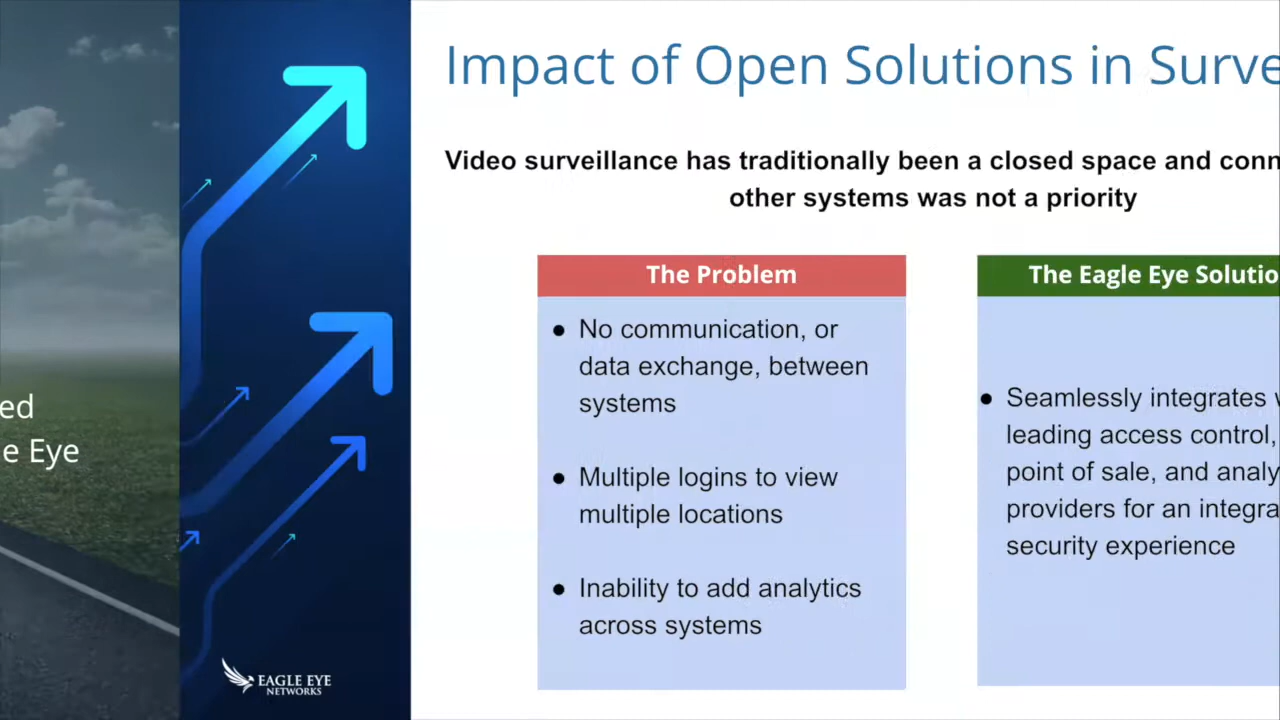 ed
e Eye
EAGLE EYE
NETWORKS
Impact of Open Solutions in Surve
Video surveillance has traditionally been a closed space and conn
other systems was not a priority
The Problem
● No communication, or
data exchange, between
systems
● Multiple logins to view
multiple locations
● Inability to add analytics
across systems
The Eagle Eye Solutio
● Seamlessly integrates w
leading access control,
point of sale, and analy
providers for an integra
security experience